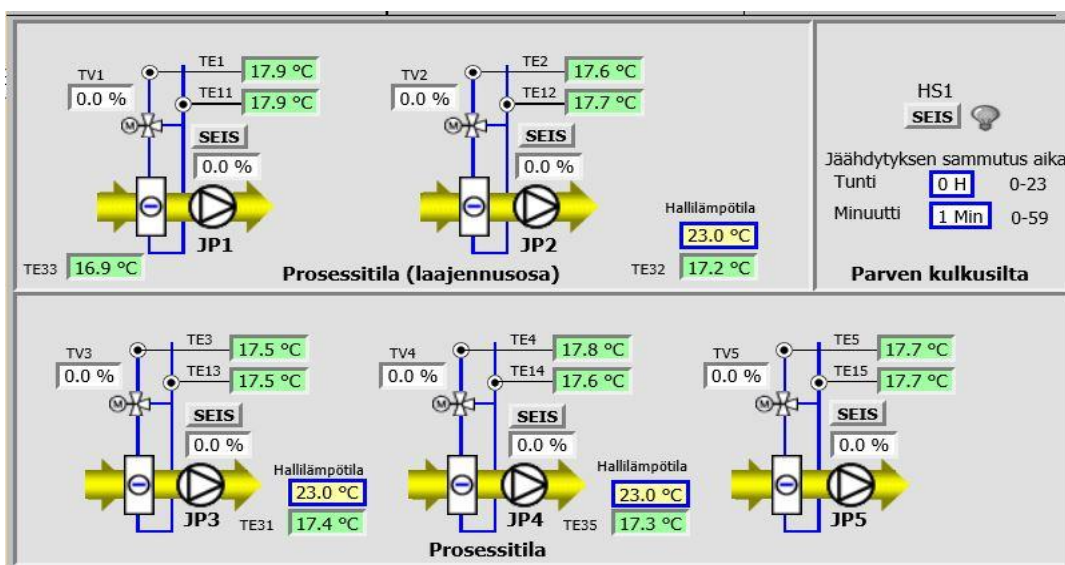 TV1
0.0 %
TE1 17.9 °C
TE11 17.9 °C
M
SEIS
0.0 %
JP1
TE33 16.9 °C
TV2
0.0 %
TE2 17.6 °C
TE12 17.7 °C
M
SEIS
0.0 %
JP2
Hallilämpötila
23.0 °C
TE32 17.2 °C
Prosessitila (laajennusosa)
HS1
SEIS
Jäähdytyksen sammutus aika
Tunti 0 H 0-23
Minuutti 1 Min 0-59
Parven kulkusilta
TV3
0.0 %
TE3 17.5 °C
TE13 17.5 °C
M
SEIS
0.0 %
JP3
Hallilämpötila
23.0 °C
TE31 17.4 °C
TV4
0.0 %
TE4 17.8 °C
TE14 17.6 °C
M
SEIS
0.0 %
JP4
Hallilämpötila
23.0 °C
TE35 17.3 °C
TV5
0.0 %
TE5 17.7 °C
TE15 17.7 °C
M
SEIS
0.0 %
JP5
Prosessitila